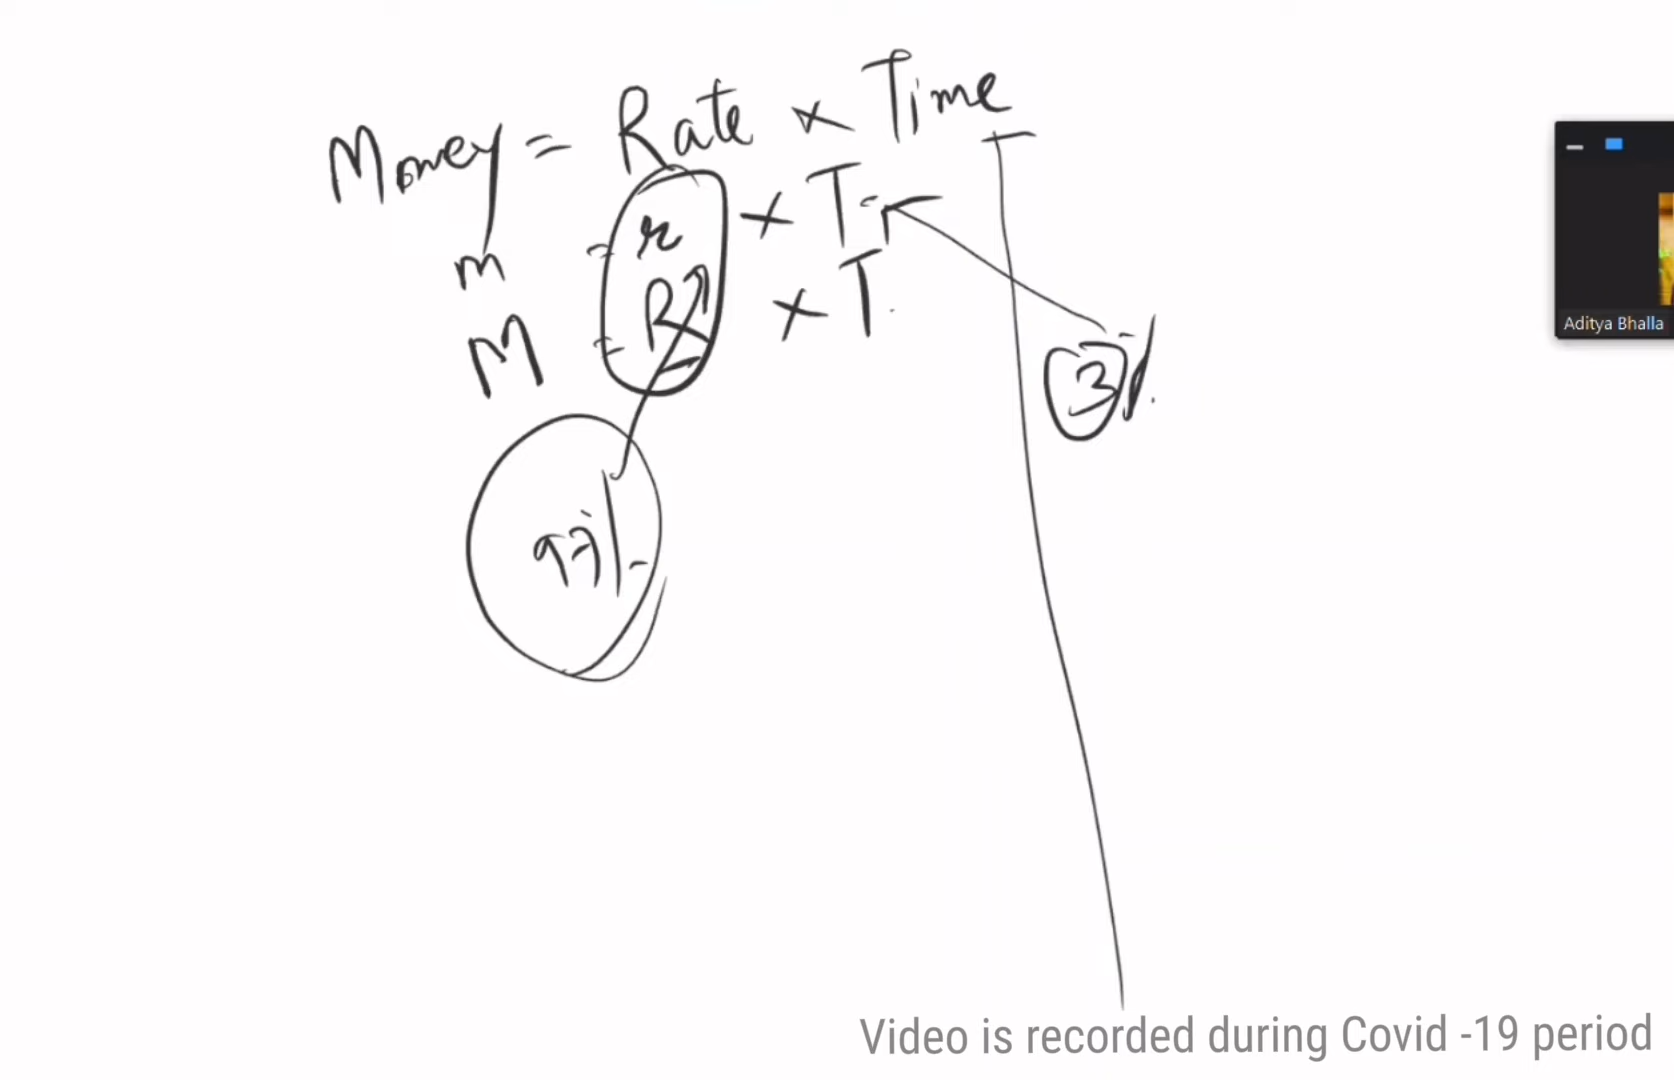 Money = Rate × Time
m = r × T
M = R × T
3%
97%
Aditya Bhalla
Video is recorded during Covid -19 period